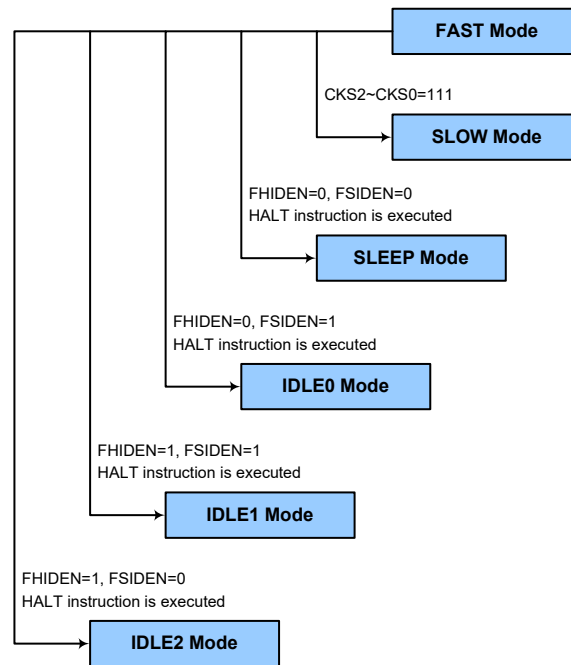 FAST Mode
CKS2~CKS0=111
SLOW Mode
FHIDEN=0, FSIDEN=0
HALT instruction is executed
SLEEP Mode
FHIDEN=0, FSIDEN=1
HALT instruction is executed
IDLE0 Mode
FHIDEN=1, FSIDEN=1
HALT instruction is executed
IDLE1 Mode
FHIDEN=1, FSIDEN=0
HALT instruction is executed
IDLE2 Mode